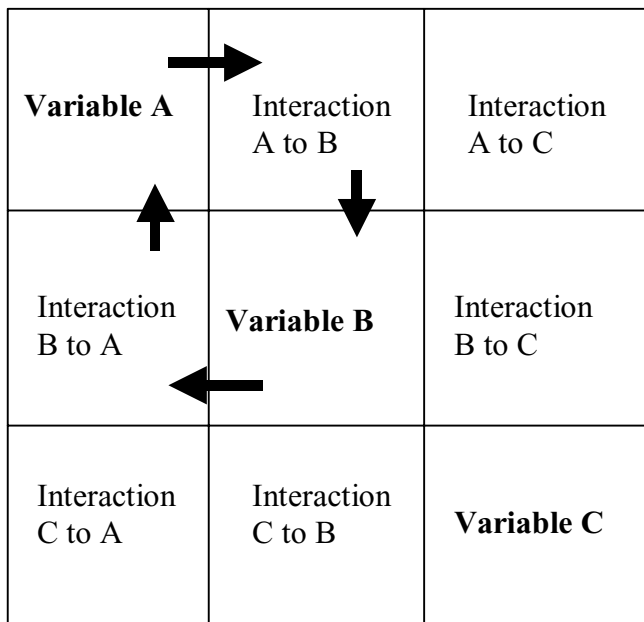 Variable A
Interaction
A to B
Interaction
A to C
Interaction
B to A
Variable B
Interaction
B to C
Interaction
C to A
Interaction
C to B
Variable C